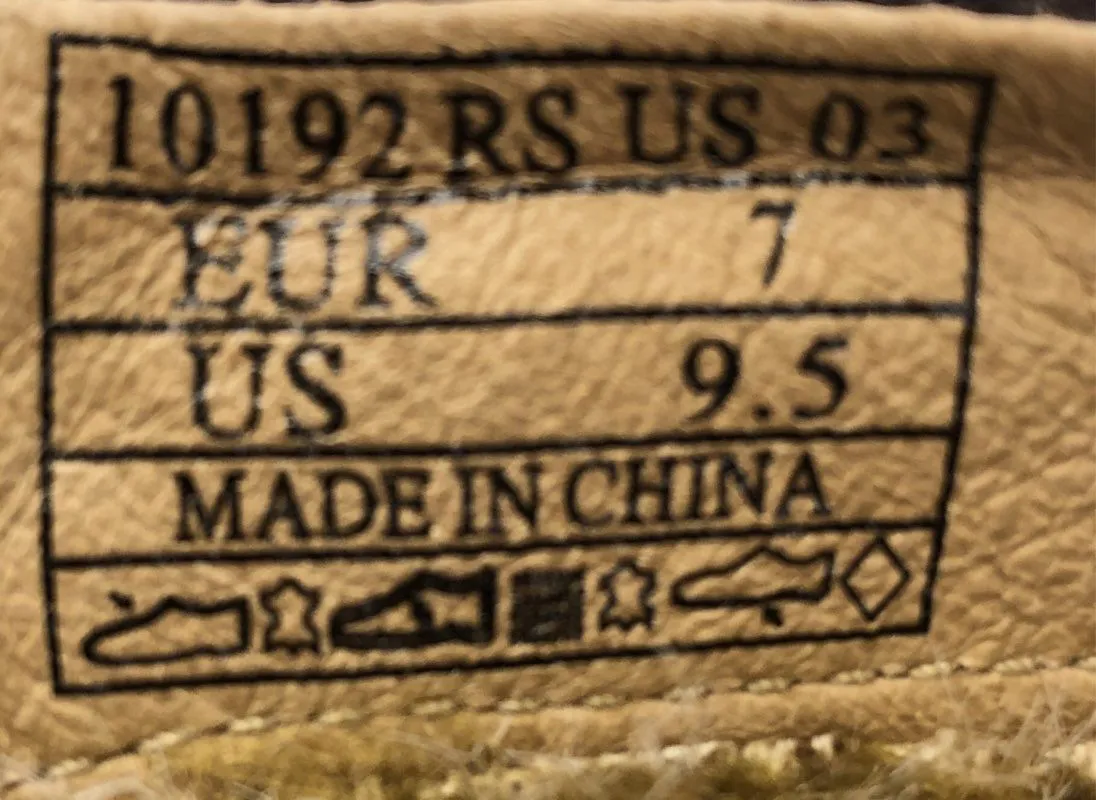 10192 RS US 03
EUR 7
US 9.5
MADE IN CHINA